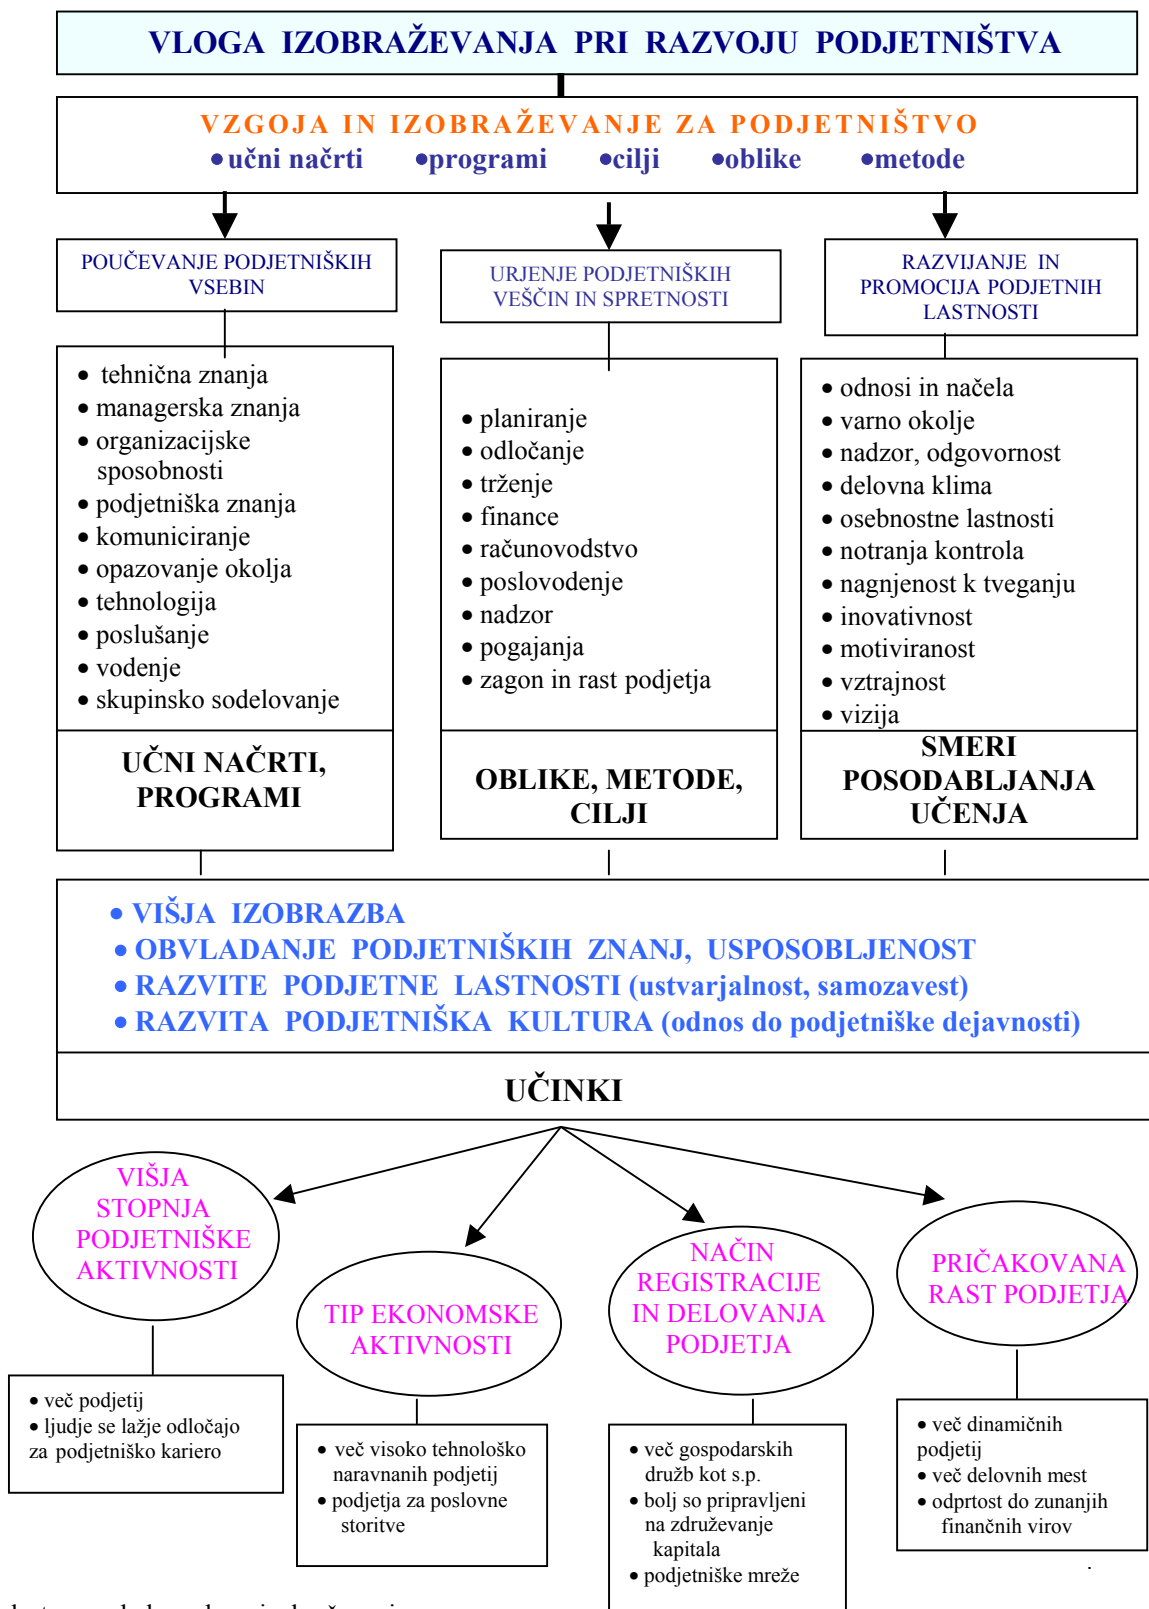 VLOGA IZOBRAŽEVANJA PRI RAZVOJU PODJETNIŠTVA
VZGOJA IN IZOBRAŽEVANJE ZA PODJETNIŠTVO
•učni načrti •programi •cilji •oblike •metode
POUČEVANJE PODJETNIŠKIH
VSEBIN
• tehnična znanja
• managerska znanja
• organizacijske
sposobnosti
• podjetniška znanja
• komuniciranje
• opazovanje okolja
• tehnologija
• poslušanje
• vodenje
• skupinsko sodelovanje
UČNI NAČRTI,
PROGRAMI
URJENJE PODJETNIŠKIH
VEŠČIN IN SPRETNOSTI
• planiranje
• odločanje
• trženje
• finance
• računovodstvo
• poslovodenje
• nadzor
• pogajanja
• zagon in rast podjetja
OBLIKE, METODE,
CILJI
RAZVIJANJE IN
PROMOCIJA PODJETNIH
LASTNOSTI
• odnosi in načela
• varno okolje
• nadzor, odgovornost
• delovna klima
• osebnostne lastnosti
• notranja kontrola
• nagnjenost k tveganju
• inovativnost
• motiviranost
• vztrajnost
• vizija
SMERI
POSODABLJANJA
UČENJA
• VIŠJA IZOBRAZBA
• OBVLADANJE PODJETNIŠKIH ZNANJ, USPOSOBLJENOST
• RAZVITE PODJETNE LASTNOSTI (ustvarjalnost, samozavest)
• RAZVITA PODJETNIŠKA KULTURA (odnos do podjetniške dejavnosti)
UČINKI
VIŠJA
STOPNJA
PODJETNIŠKE
AKTIVNOSTI
• več podjetij
• ljudje se lažje odločajo
za podjetniško kariero
TIP EKONOMSKE
AKTIVNOSTI
• več visoko tehnološko
naravnanih podjetij
• podjetja za poslovne
storitve
NAČIN
REGISTRACIJE
IN DELOVANJA
PODJETJA
• več gospodarskih
družb kot s.p.
• bolj so pripravljeni
na združevanje
kapitala
• podjetniške mreže
PRIČAKOVANA
RAST PODJETJA
• več dinamičnih
podjetij
• več delovnih mest
• odprtost do zunanjih
finančnih virov
.